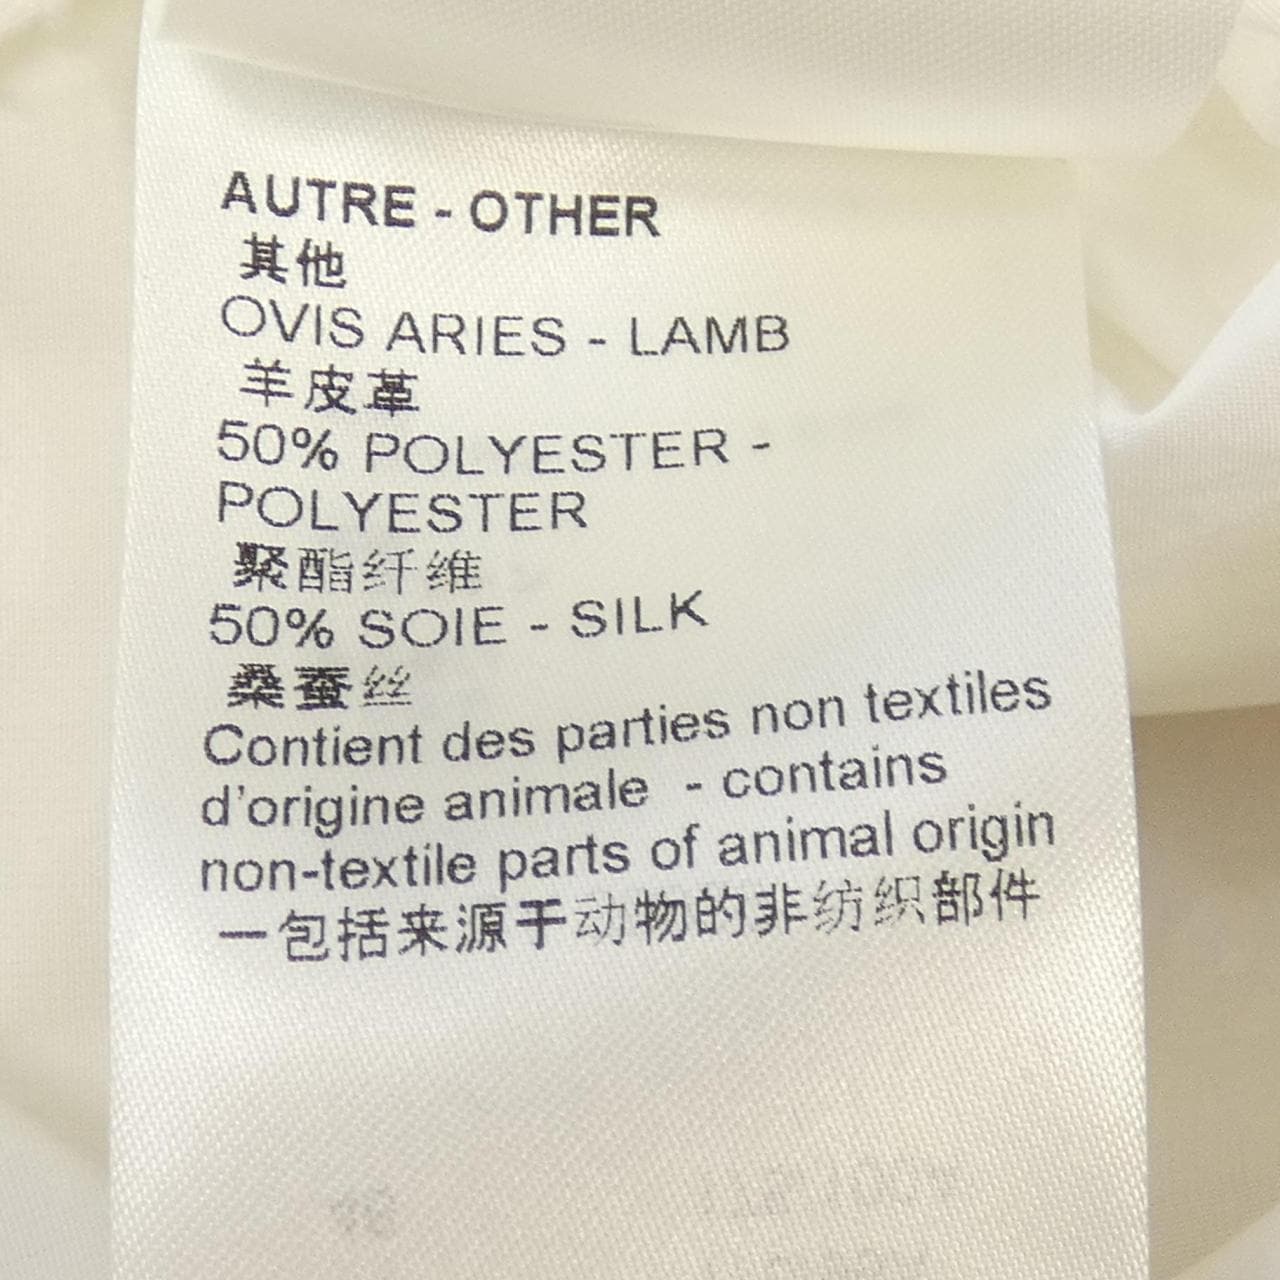 AUTRE - OTHER
其他
OVIS ARIES - LAMB
羊皮革
50% POLYESTER -
POLYESTER
聚酯纤维
50% SOIE - SILK
桑蚕丝
Contient des parties non textiles
d'origine animale - contains
non-textile parts of animal origin
一包括来源于动物的非纺织部件